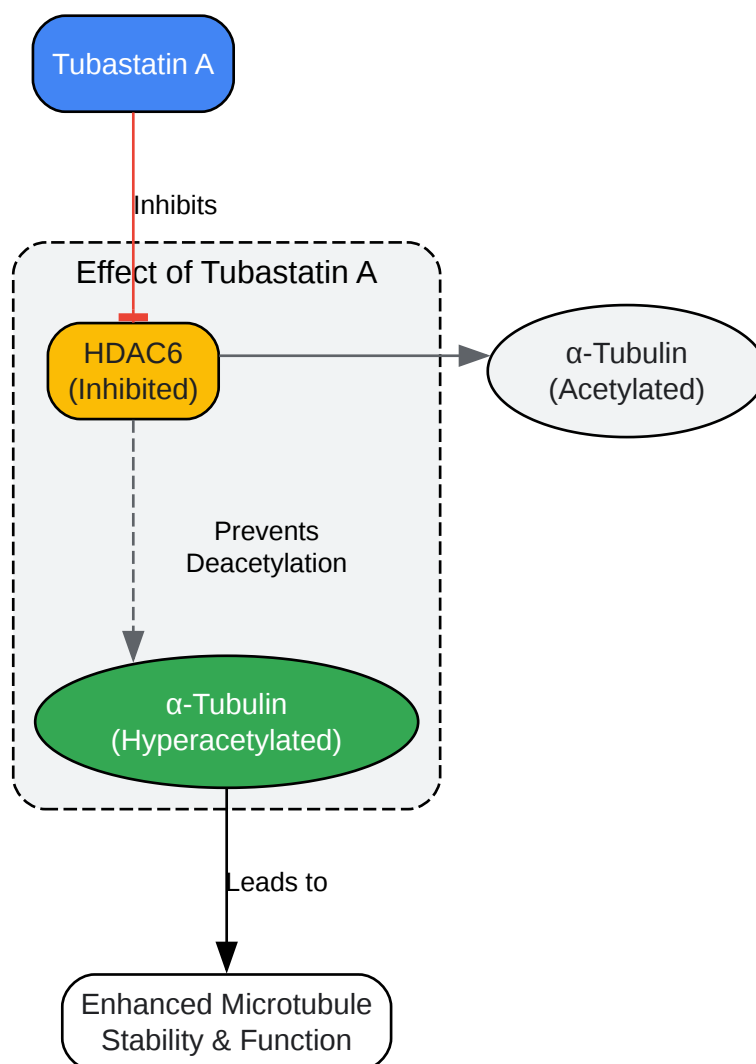 Tubastatin A
Inhibits
Effect of Tubastatin A
HDAC6
(Inhibited)
α-Tubulin
(Acetylated)
Prevents
Deacetylation
α-Tubulin
(Hyperacetylated)
Leads to
Enhanced Microtubule
Stability & Function